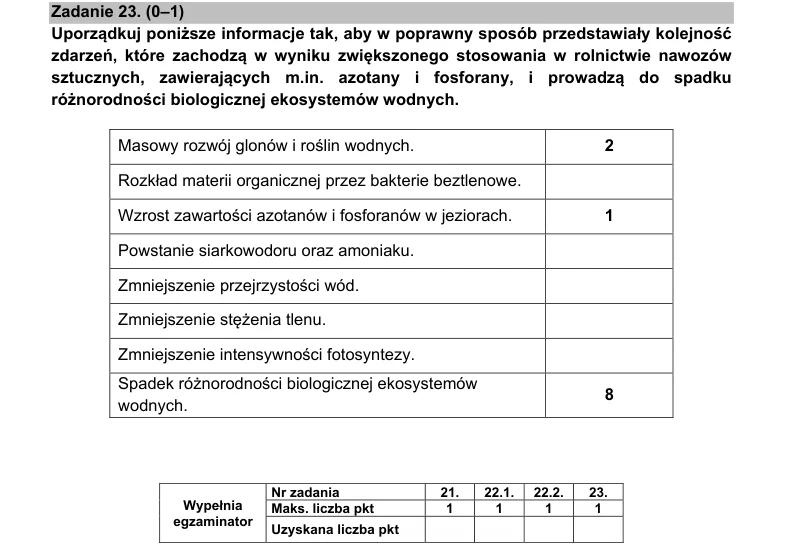 Zadanie 23. (0–1)
Uporządkuj poniższe informacje tak, aby w poprawny sposób przedstawiały kolejność
zdarzeń, które zachodzą w wyniku zwiększonego stosowania w rolnictwie nawozów
sztucznych, zawierających m.in. azotany i fosforany, i prowadzą do spadku
różnorodności biologicznej ekosystemów wodnych.
Masowy rozwój glonów i roślin wodnych. 2
Rozkład materii organicznej przez bakterie beztlenowe.
Wzrost zawartości azotanów i fosforanów w jeziorach. 1
Powstanie siarkowodoru oraz amoniaku.
Zmniejszenie przejrzystości wód.
Zmniejszenie stężenia tlenu.
Zmniejszenie intensywności fotosyntezy.
Spadek różnorodności biologicznej ekosystemów
wodnych. 8
Wypełnia
egzaminator
Nr zadania 21. 22.1. 22.2. 23.
Maks. liczba pkt 1 1 1 1
Uzyskana liczba pkt